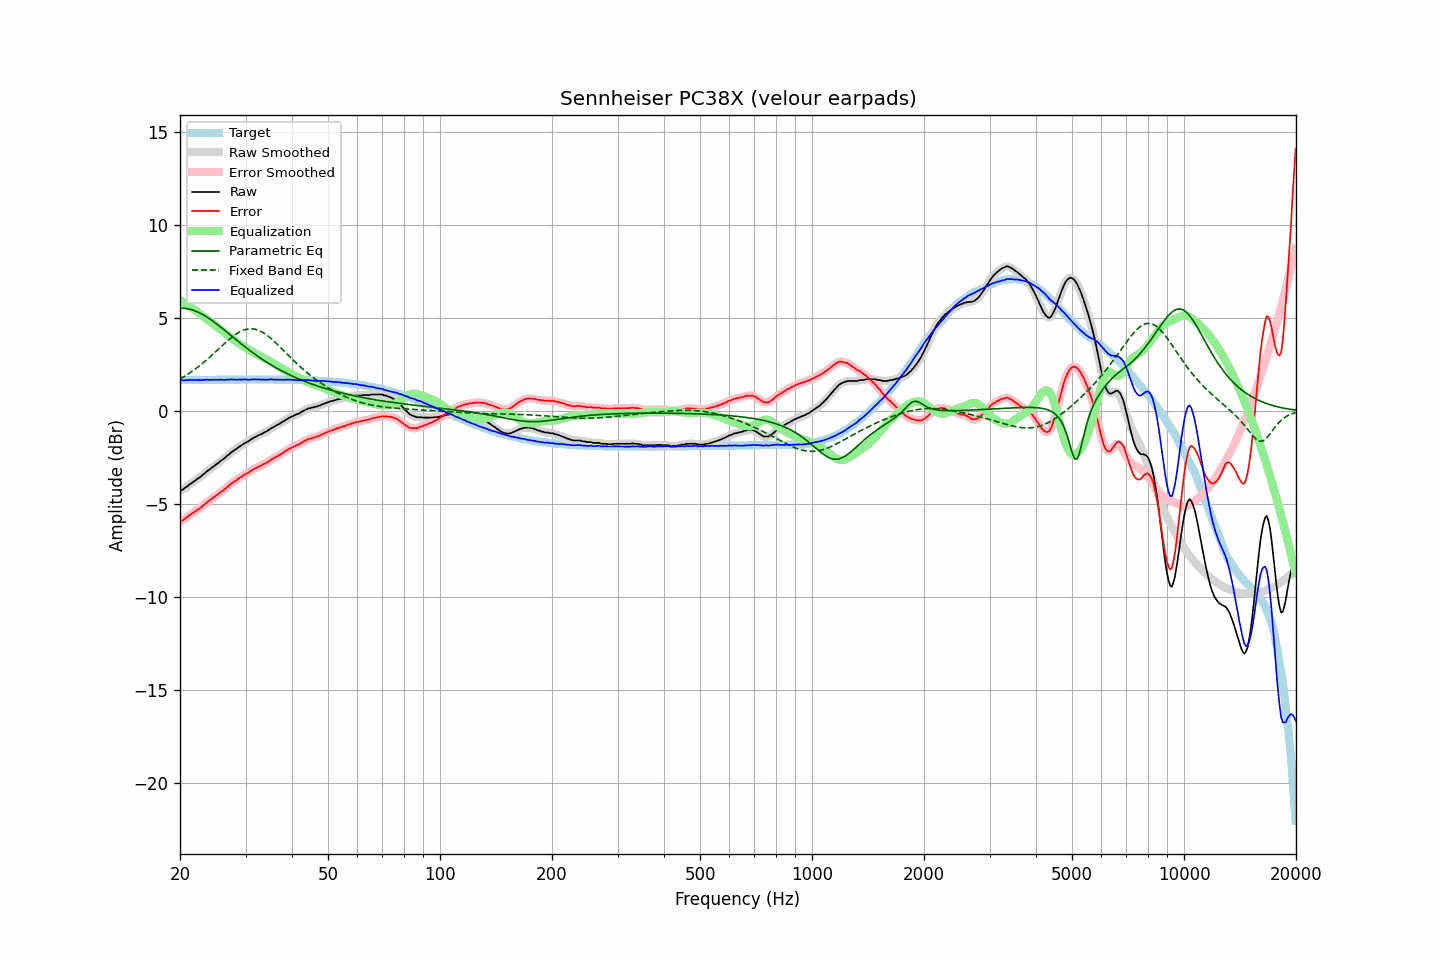 Sennheiser PC38X (velour earpads)
Target
Raw Smoothed
Error Smoothed
Raw
Error
Equalization
Parametric Eq
Fixed Band Eq
Equalized
Amplitude (dBr)
15
10
5
0
−5
−10
−15
−20
20
50
100
200
500
1000
2000
5000
10000
20000
Frequency (Hz)